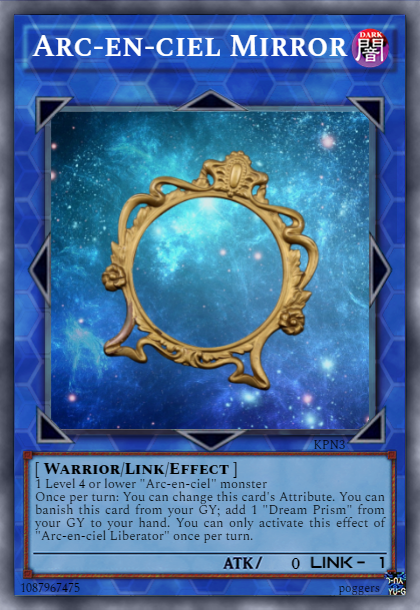 Arc-en-ciel Mirror
DARK
闇
KPN3
[ Warrior/Link/Effect ]
1 Level 4 or lower "Arc-en-ciel" monster
Once per turn: You can change this card's Attribute. You can
banish this card from your GY; add 1 "Dream Prism" from
your GY to your hand. You can only activate this effect of
"Arc-en-ciel Liberator" once per turn.
ATK/ 0 LINK- 1
1087967475
poggers